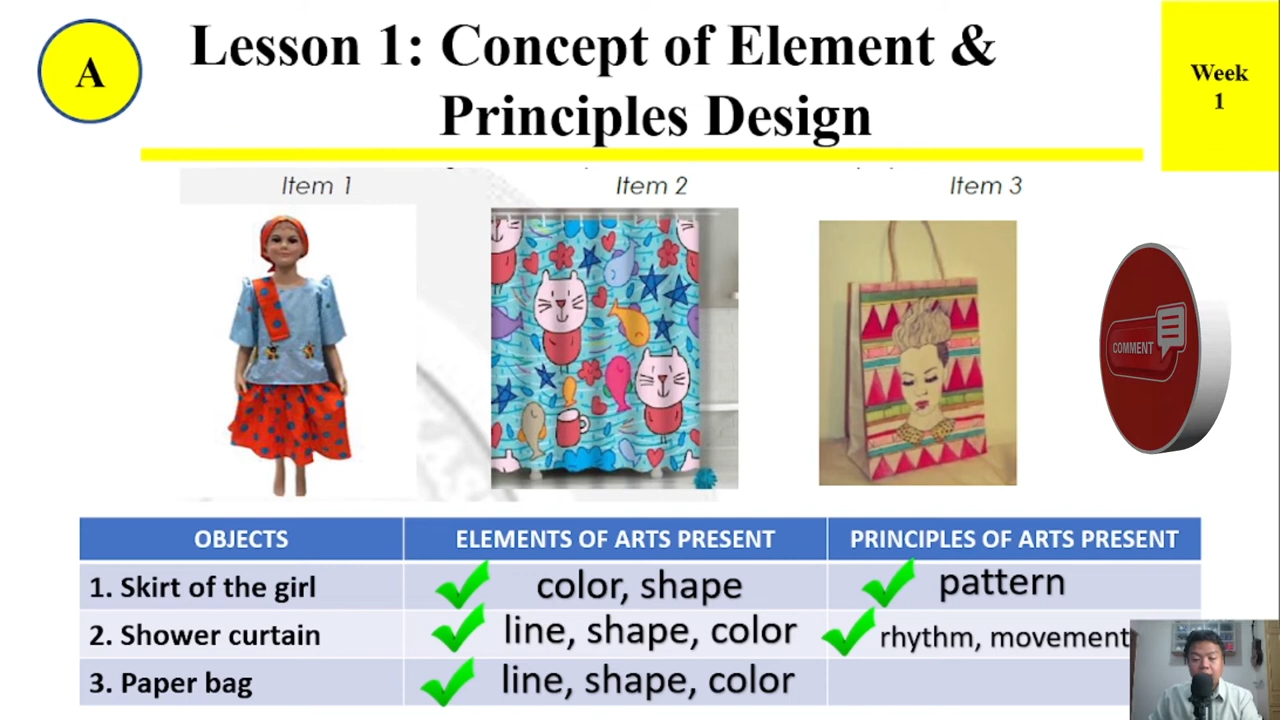 A
Lesson 1: Concept of Element &
Principles Design
Week
1
Item 1
Item 2
Item 3
COMMENT
OBJECTS
ELEMENTS OF ARTS PRESENT
PRINCIPLES OF ARTS PRESENT
1. Skirt of the girl
color, shape
pattern
2. Shower curtain
line, shape, color
rhythm, movement
3. Paper bag
line, shape, color